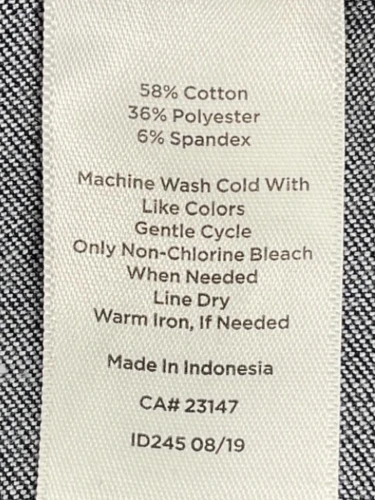 58% Cotton
36% Polyester
6% Spandex
Machine Wash Cold With
Like Colors
Gentle Cycle
Only Non-Chlorine Bleach
When Needed
Line Dry
Warm Iron, If Needed
Made In Indonesia
CA# 23147
ID245 08/19